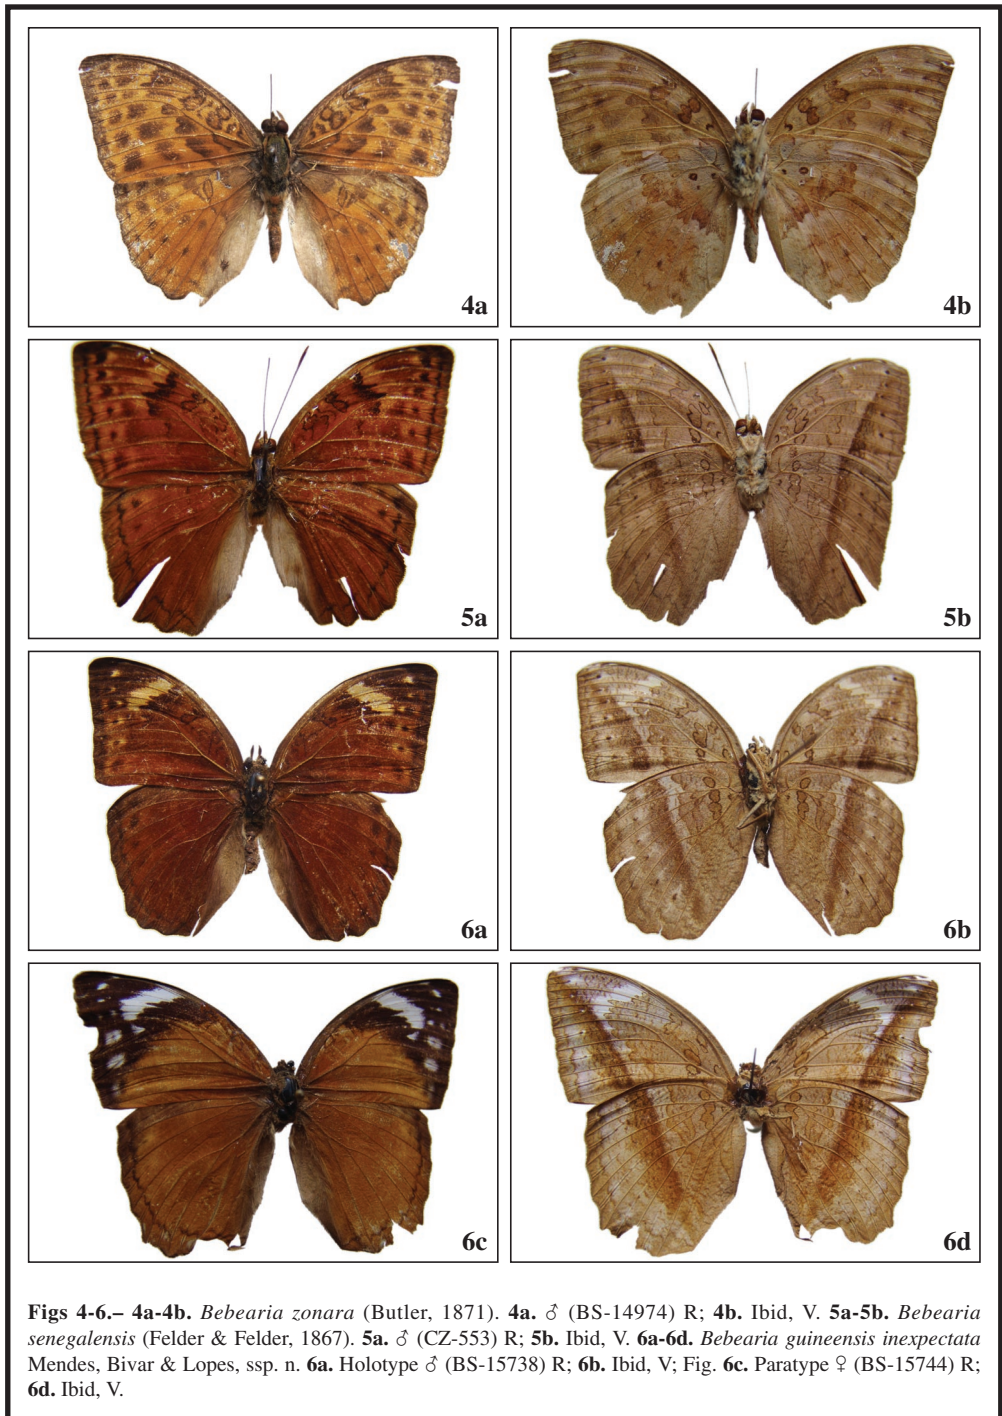 4a
4b
5a
5b
6a
6b
6c
6d
Figs 4-6.– 4a-4b. Bebearia zonara (Butler, 1871). 4a. ♂ (BS-14974) R; 4b. Ibid, V. 5a-5b. Bebearia
senegalensis (Felder & Felder, 1867). 5a. ♂ (CZ-553) R; 5b. Ibid, V. 6a-6d. Bebearia guineensis inexpectata
Mendes, Bivar & Lopes, ssp. n. 6a. Holotype ♂ (BS-15738) R; 6b. Ibid, V; Fig. 6c. Paratype ♀ (BS-15744) R;
6d. Ibid, V.